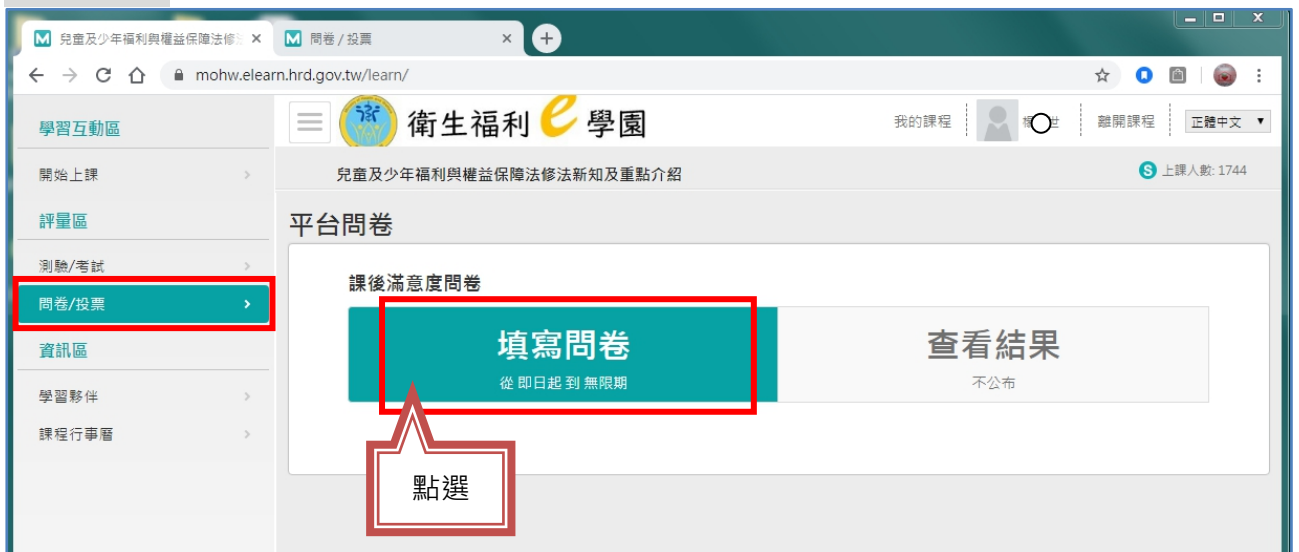 兒童及少年福利與權益保障法修
問卷 / 投票
mohw.elearn.hrd.gov.tw/learn/
學習互動區
衛生福利 e 學園
我的課程
離開課程
正體中文
開始上課
兒童及少年福利與權益保障法修法新知及重點介紹
S 上課人數: 1744
評量區
平台問卷
測驗/考試
課後滿意度問卷
問卷/投票
填寫問卷
查看結果
從 即日起 到 無限期
不公布
資訊區
學習夥伴
課程行事曆
點選